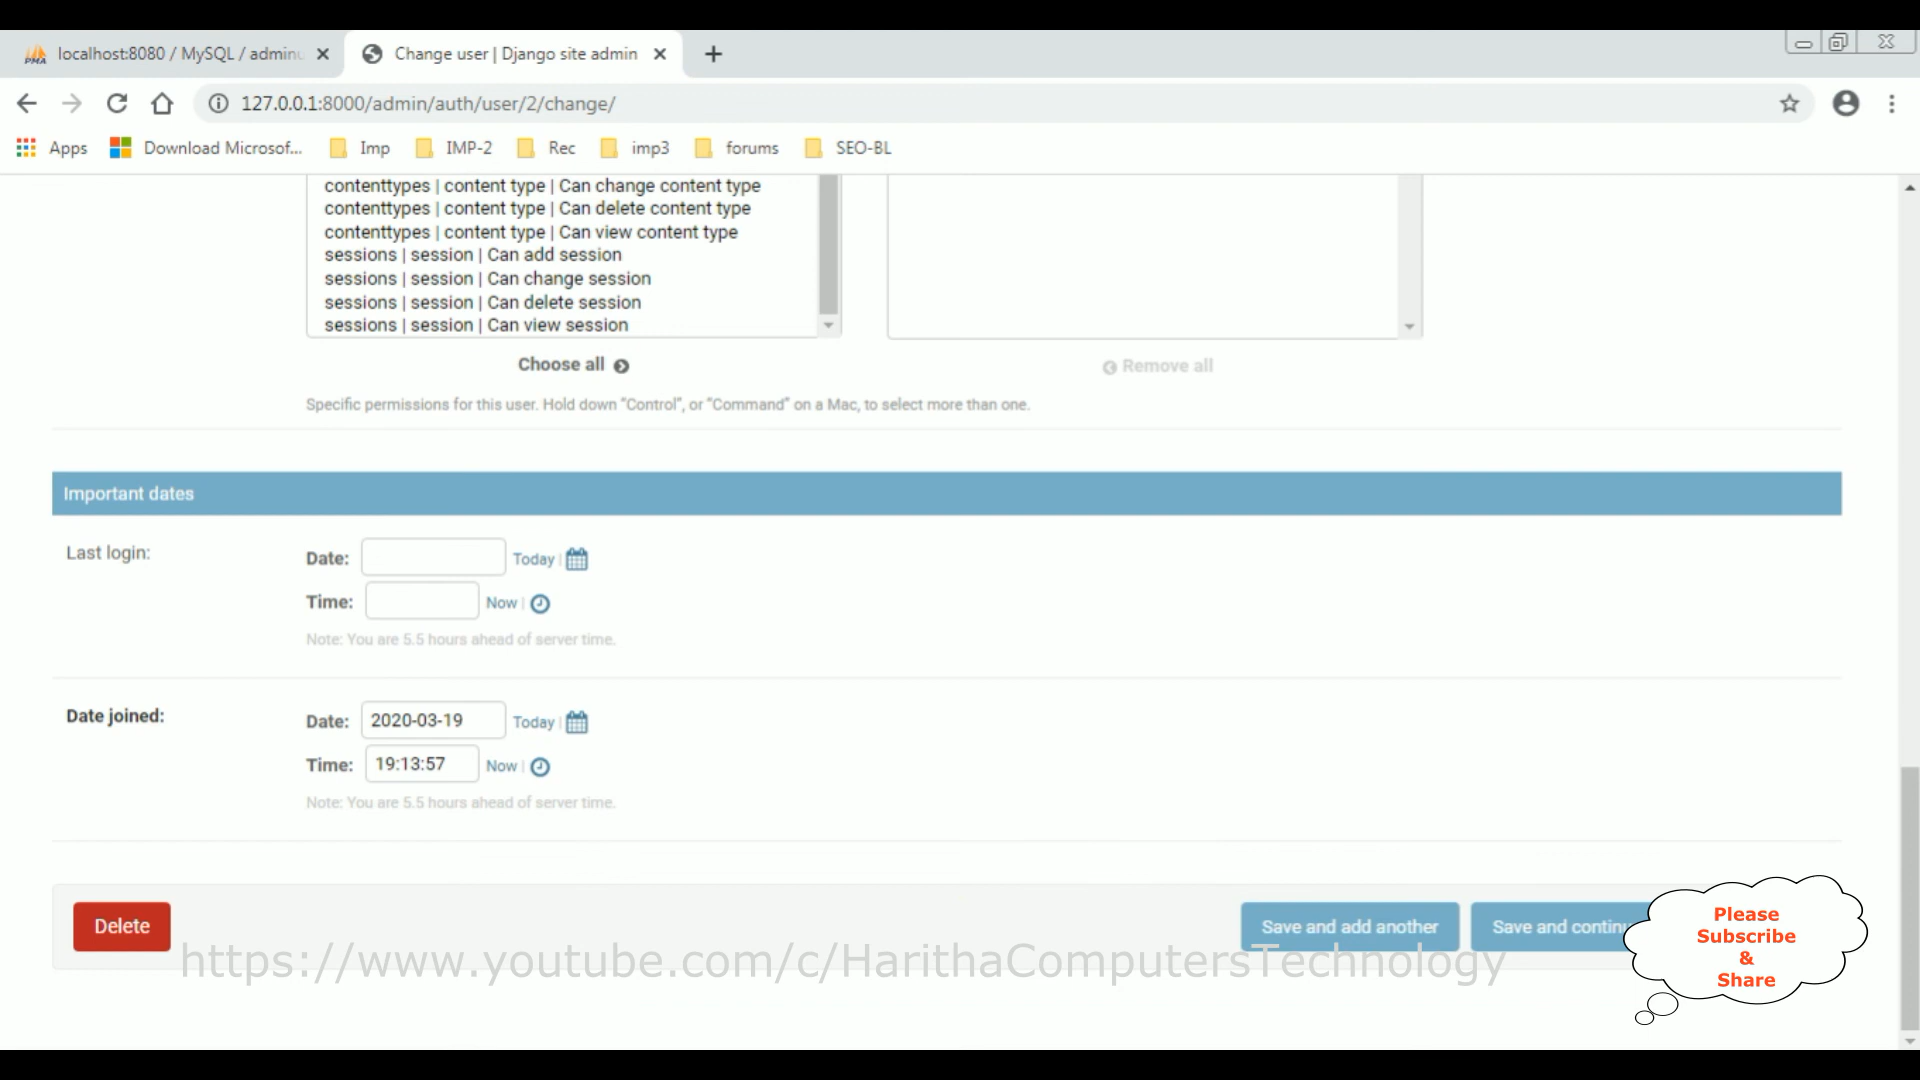 localhost:8080 / MySQL / admin
Change user | Django site admin
127.0.0.1:8000/admin/auth/user/2/change/
Apps
Download Microsof...
Imp
IMP-2
Rec
imp3
forums
SEO-BL
contenttypes | content type | Can change content type
contenttypes | content type | Can delete content type
contenttypes | content type | Can view content type
sessions | session | Can add session
sessions | session | Can change session
sessions | session | Can delete session
sessions | session | Can view session
Choose all
Remove all
Specific permissions for this user. Hold down “Control”, or “Command” on a Mac, to select more than one.
Important dates
Last login:
Date: Today |
Time: Now |
Note: You are 5.5 hours ahead of server time.
Date joined:
Date: 2020-03-19 Today |
Time: 19:13:57 Now |
Note: You are 5.5 hours ahead of server time.
Delete
Save and add another
Save and continu
https://www.youtube.com/c/HarithaComputersTechnology
Please
Subscribe
&
Share